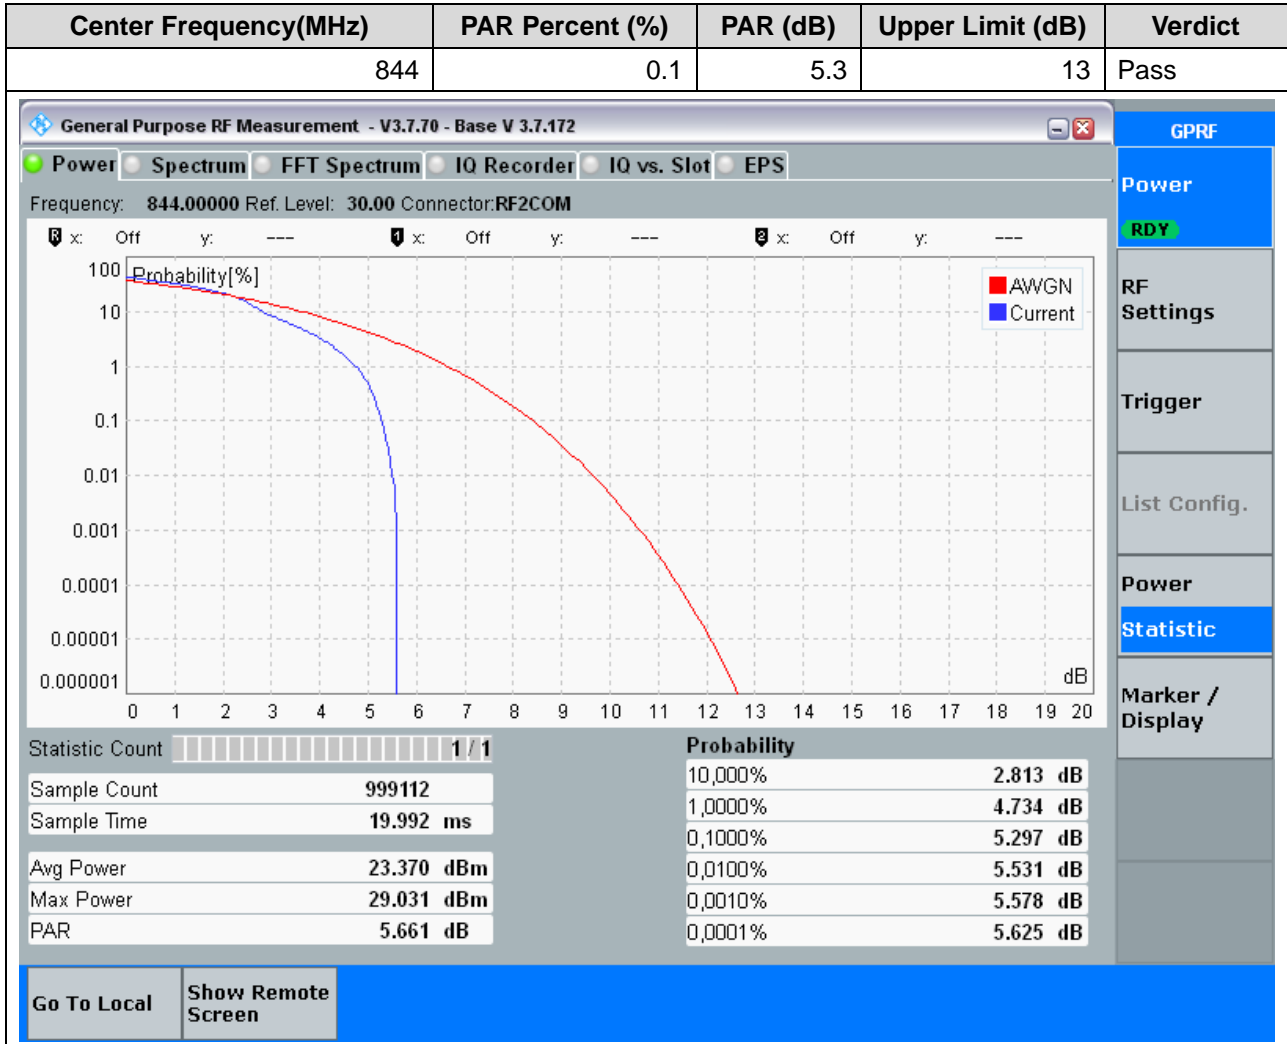 Center Frequency(MHz) PAR Percent (%) PAR (dB) Upper Limit (dB) Verdict
844 0.1 5.3 13 Pass
General Purpose RF Measurement - V3.7.70 - Base V 3.7.172
GPRF
Power Spectrum FFT Spectrum IQ Recorder IQ vs. Slot EPS
Frequency: 844.00000 Ref. Level: 30.00 Connector:RF2COM
R x: Off y: --- 1 x: Off y: --- 2 x: Off y: ---
Probability[%]
100
10
1
0.1
0.01
0.001
0.0001
0.00001
0.000001
AWGN
Current
dB
0 1 2 3 4 5 6 7 8 9 10 11 12 13 14 15 16 17 18 19 20
Statistic Count 1 / 1
Sample Count 999112
Sample Time 19.992 ms
Avg Power 23.370 dBm
Max Power 29.031 dBm
PAR 5.661 dB
Probability
10,000% 2.813 dB
1,0000% 4.734 dB
0,1000% 5.297 dB
0,0100% 5.531 dB
0,0010% 5.578 dB
0,0001% 5.625 dB
Power
RDY
RF
Settings
Trigger
List Config.
Power
Statistic
Marker /
Display
Go To Local
Show Remote
Screen